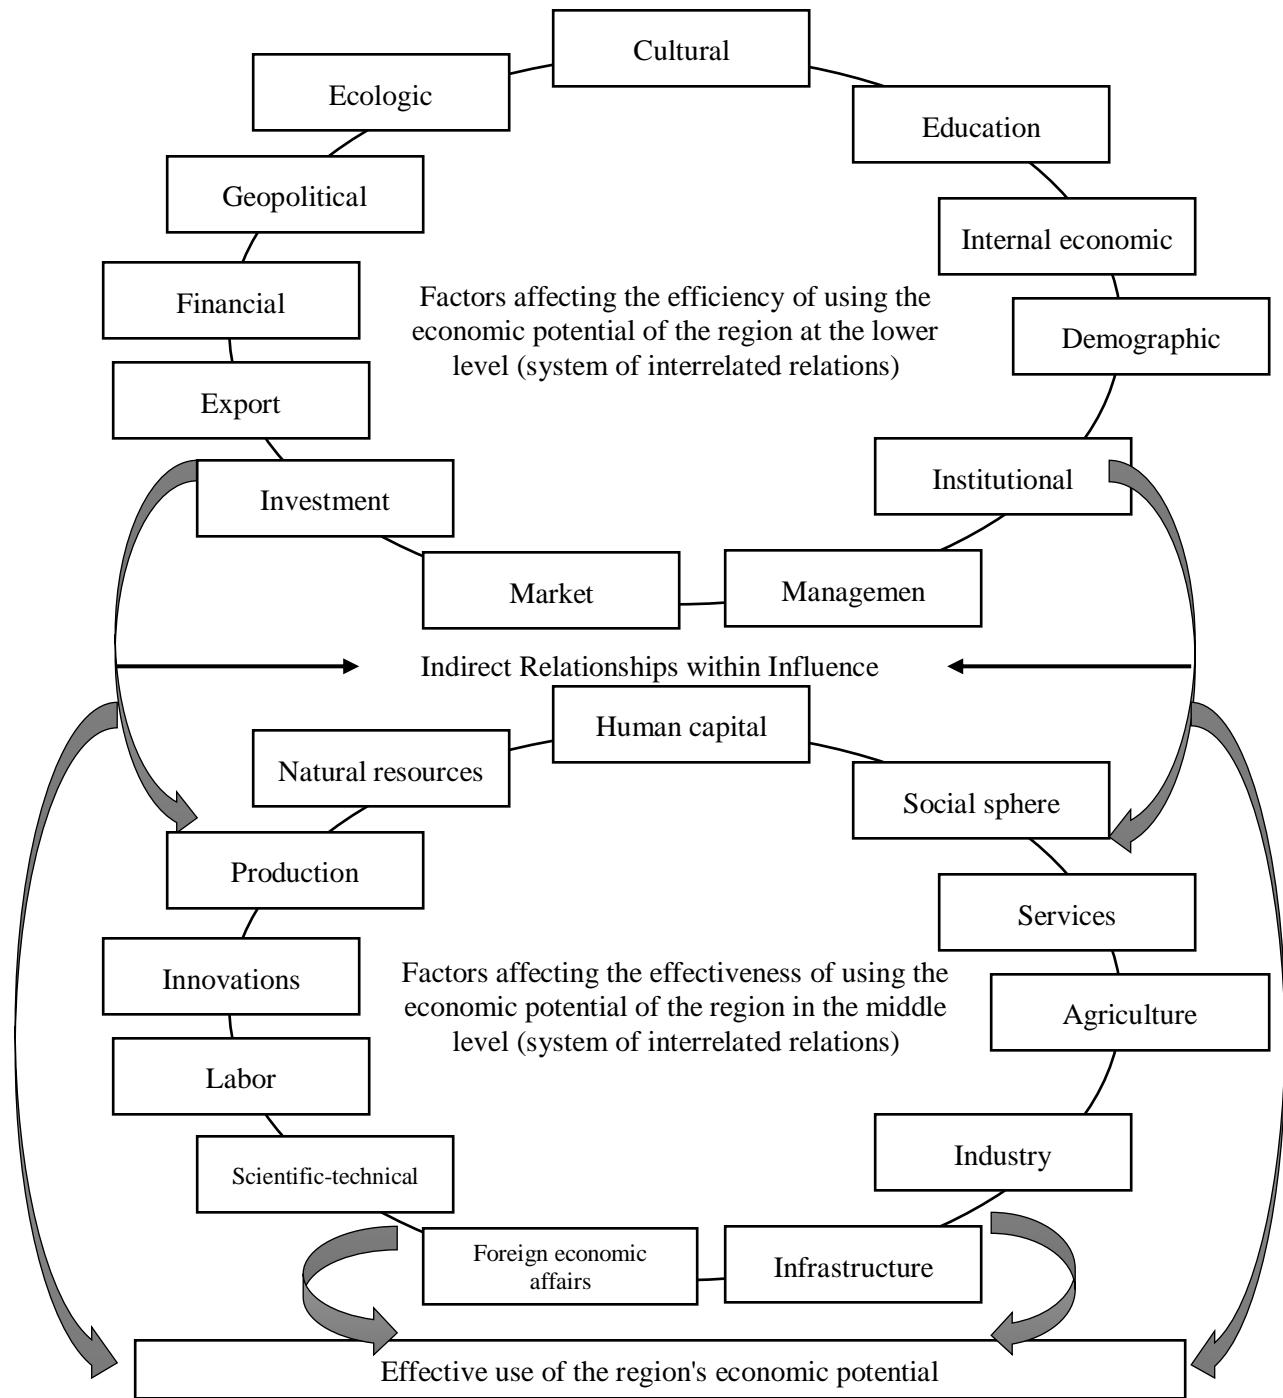 Cultural
Ecologic
Education
Geopolitical
Internal economic
Financial
Factors affecting the efficiency of using the
economic potential of the region at the lower
level (system of interrelated relations)
Demographic
Export
Investment
Institutional
Market
Managemen
Indirect Relationships within Influence
Human capital
Natural resources
Social sphere
Production
Services
Innovations
Factors affecting the effectiveness of using the
economic potential of the region in the middle
level (system of interrelated relations)
Agriculture
Labor
Scientific-technical
Industry
Foreign economic
affairs
Infrastructure
Effective use of the region's economic potential